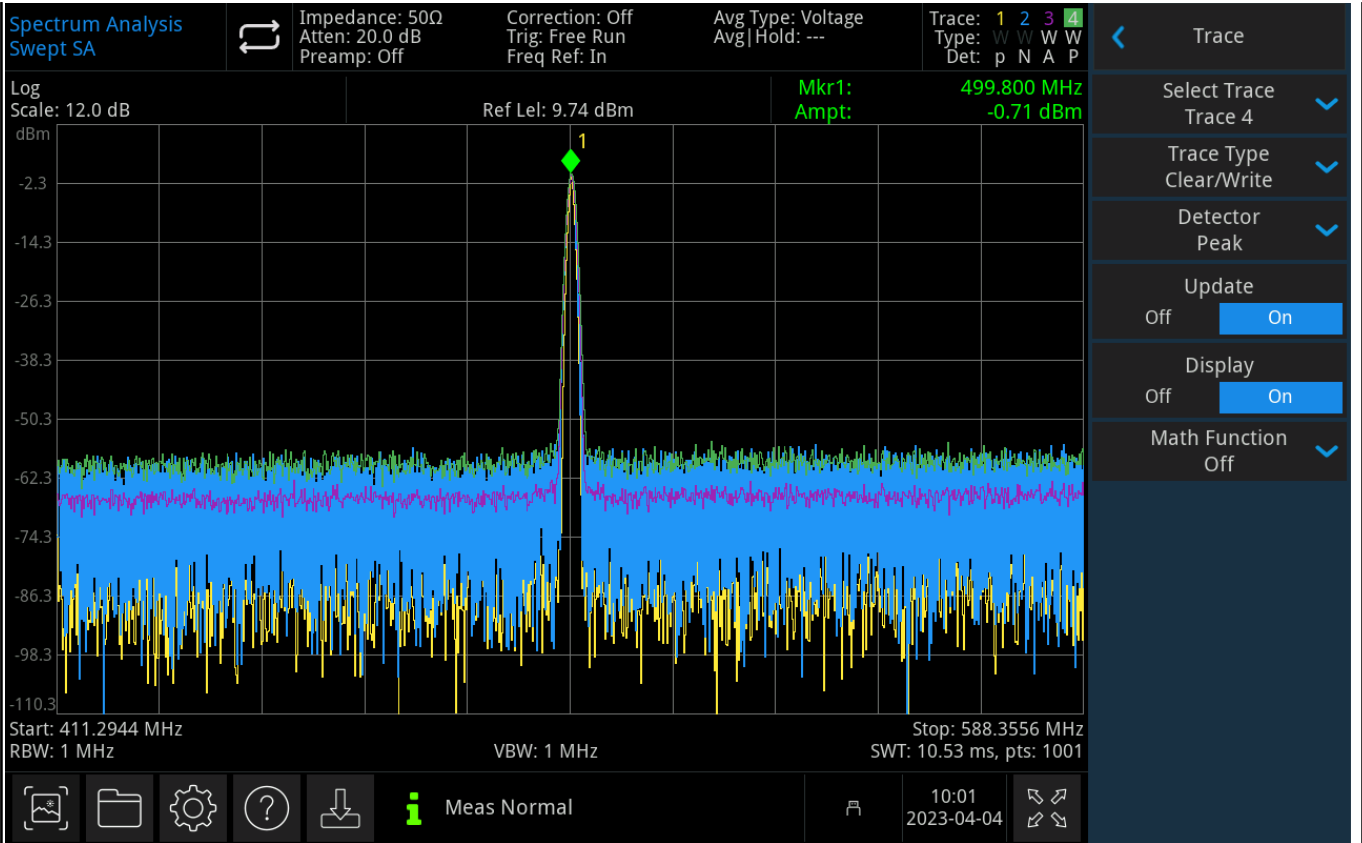 Spectrum Analysis
Swept SA
Impedance: 50Ω
Atten: 20.0 dB
Preamp: Off
Correction: Off
Trig: Free Run
Freq Ref: In
Avg Type: Voltage
Avg|Hold: ---
Trace: 1 2 3 4
Type: W W W W
Det: p N A P
Trace
Log
Scale: 12.0 dB
Ref Lel: 9.74 dBm
Mkr1: 499.800 MHz
Ampt: -0.71 dBm
dBm
1
-2.3
-14.3
-26.3
-38.3
-50.3
-62.3
-74.3
-86.3
-98.3
-110.3
Start: 411.2944 MHz
Stop: 588.3556 MHz
RBW: 1 MHz
VBW: 1 MHz
SWT: 10.53 ms, pts: 1001
Select Trace
Trace 4
Trace Type
Clear/Write
Detector
Peak
Update
Off On
Display
Off On
Math Function
Off
?
Meas Normal
10:01
2023-04-04